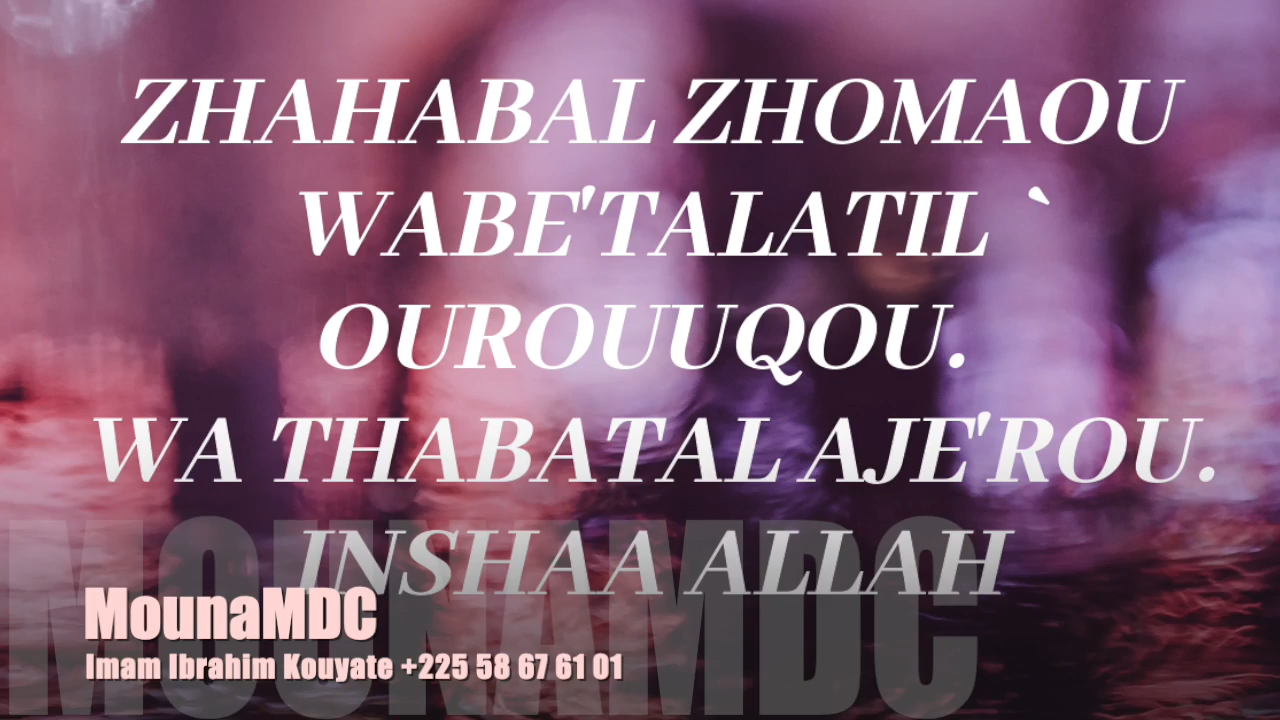 ZHAHABAL ZHOMAOU
WABE'TALATIL `
OUROUUQOU.
WA THABATAL AJE'ROU.
INSHAA ALLAH
MOUNAMDC
MounaMDC
Imam Ibrahim Kouyate +225 58 67 61 01